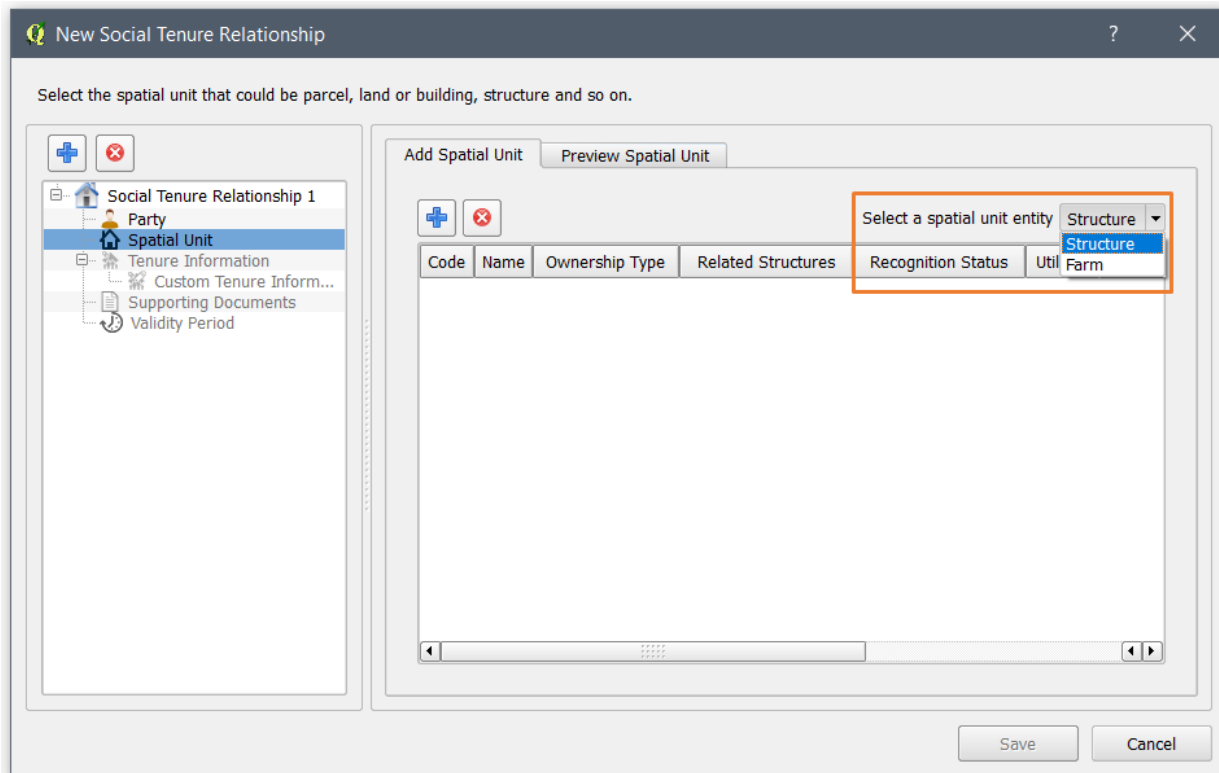 New Social Tenure Relationship
Select the spatial unit that could be parcel, land or building, structure and so on.
Social Tenure Relationship 1
Party
Spatial Unit
Tenure Information
Custom Tenure Inform...
Supporting Documents
Validity Period
Add Spatial Unit Preview Spatial Unit
Select a spatial unit entity Structure
Structure
Farm
Code Name Ownership Type Related Structures Recognition Status Util
Save Cancel